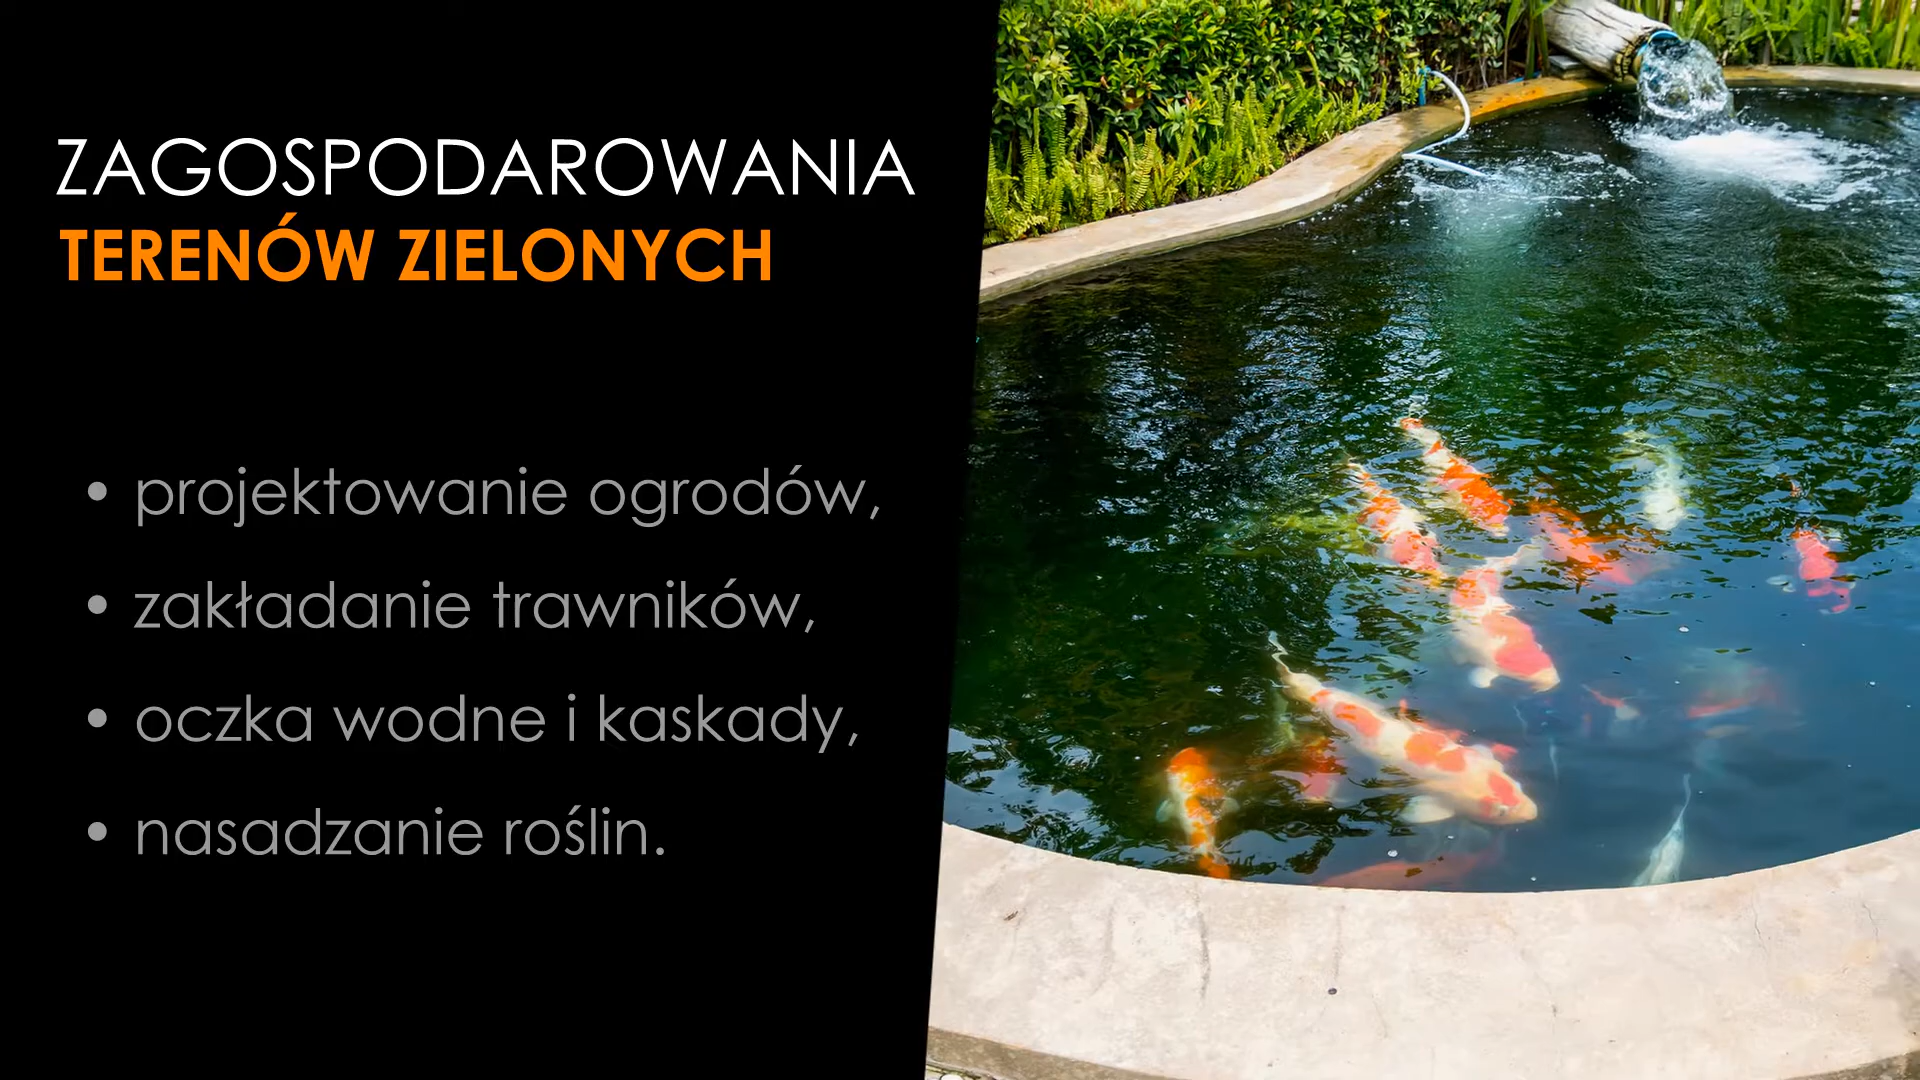 ZAGOSPODAROWANIA
TERENÓW ZIELONYCH
• projektowanie ogrodów,
• zakładanie trawników,
• oczka wodne i kaskady,
• nasadzanie roślin.